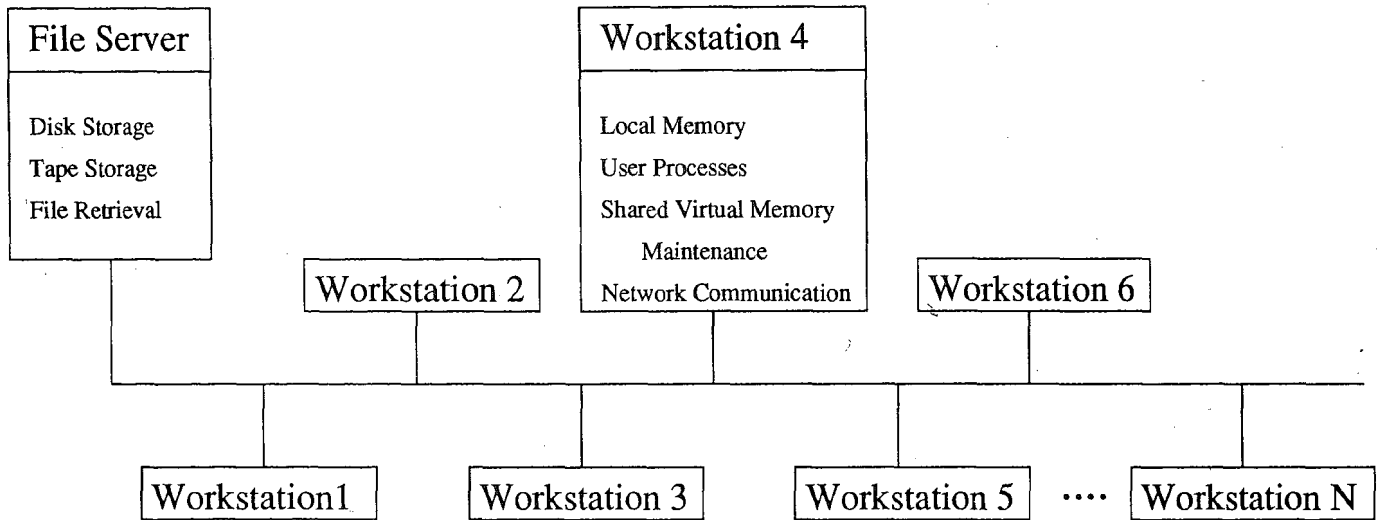 File Server
Disk Storage
Tape Storage
File Retrieval
Workstation 4
Local Memory
User Processes
Shared Virtual Memory
Maintenance
Network Communication
Workstation 2
Workstation 6
Workstation1
Workstation 3
Workstation 5
....
Workstation N